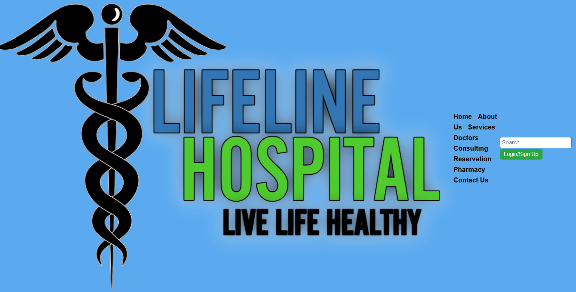 LIFELINE
HOSPITAL
LIVE LIFE HEALTHY
Home About
Us Services
Doctors
Consulting
Reservation
Pharmacy
Contact Us
Search
Login/Sign Up